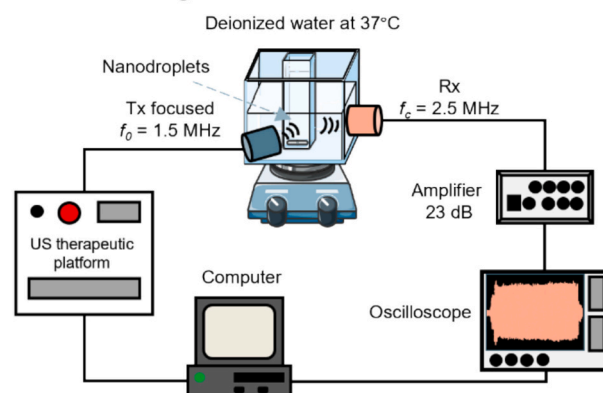 Deionized water at 37°C
Nanodroplets
Tx focused
f₀ = 1.5 MHz
Rx
f_c = 2.5 MHz
US therapeutic
platform
Amplifier
23 dB
Computer
Oscilloscope